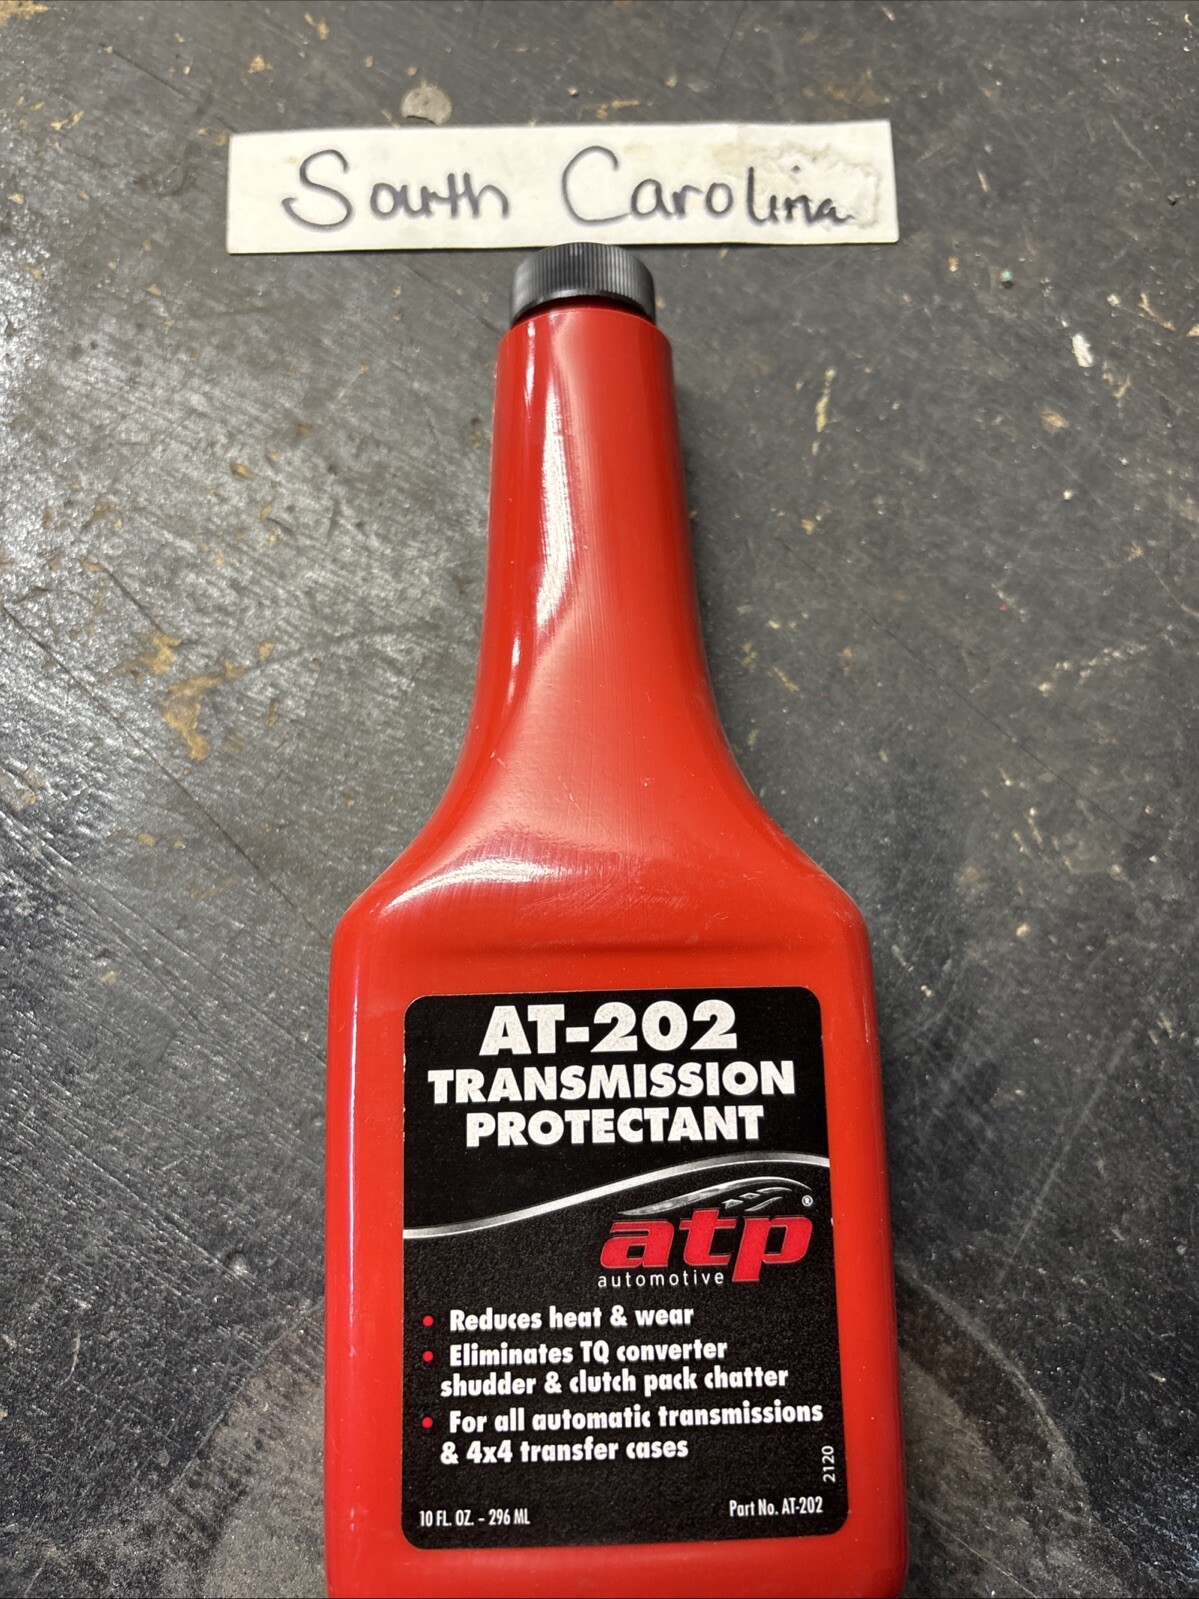 South Carolina
AT-202
TRANSMISSION
PROTECTANT
atp®
automotive
• Reduces heat & wear
• Eliminates TQ converter
shudder & clutch pack chatter
• For all automatic transmissions
& 4x4 transfer cases
2120
10 FL. OZ. - 296 ML
Part No. AT-202